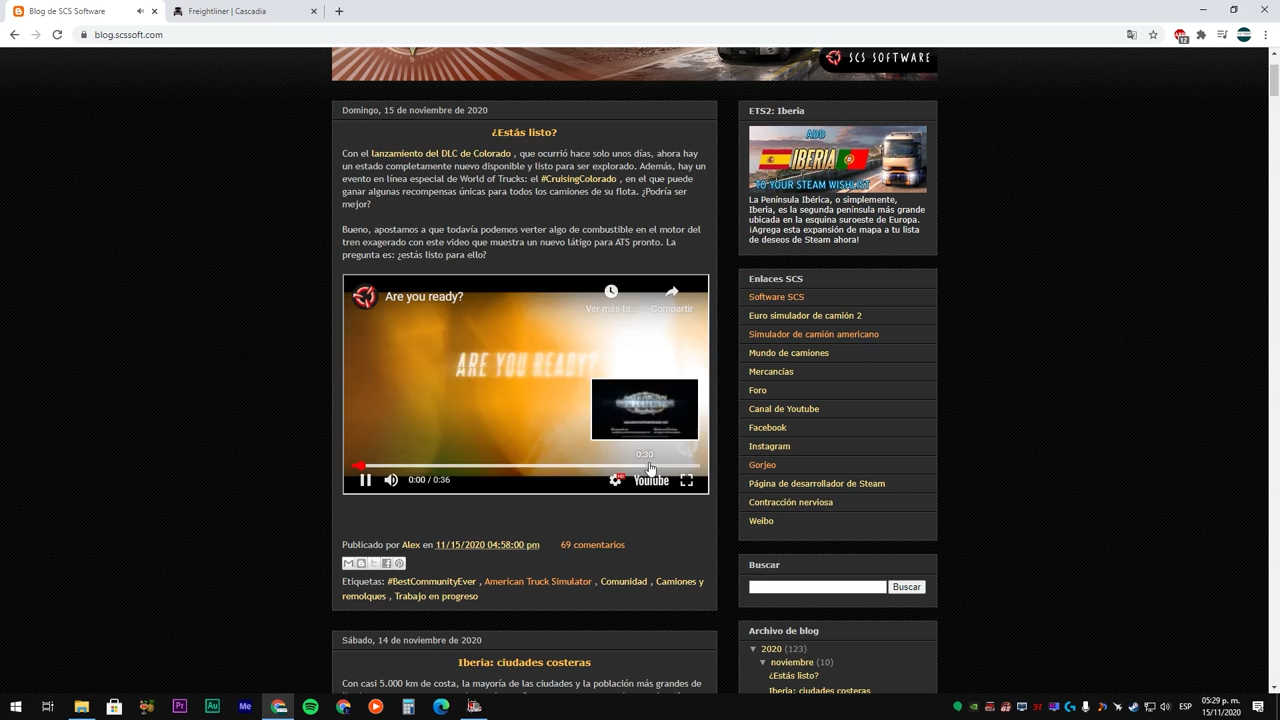 Blog de SCS Software
Freightliner | Cascadia
blog.scssoft.com
12
SCS SOFTWARE
Domingo, 15 de noviembre de 2020
¿Estás listo?
Con el lanzamiento del DLC de Colorado , que ocurrió hace solo unos días, ahora hay
un estado completamente nuevo disponible y listo para ser explorado. Además, hay un
evento en línea especial de World of Trucks: el #CruisingColorado , en el que puede
ganar algunas recompensas únicas para todos los camiones de su flota. ¿Podría ser
mejor?
Bueno, apostamos a que todavía podemos verter algo de combustible en el motor del
tren exagerado con este video que muestra un nuevo látigo para ATS pronto. La
pregunta es: ¿estás listo para ello?
Are you ready?
Ver más ta...
Compartir
ARE YOU READY?
0:30
0:00 / 0:36
HD
YouTube
Publicado por Alex en 11/15/2020 04:58:00 pm
69 comentarios
Etiquetas: #BestCommunityEver , American Truck Simulator , Comunidad , Camiones y
remolques , Trabajo en progreso
Sábado, 14 de noviembre de 2020
Iberia: ciudades costeras
Con casi 5.000 km de costa, la mayoría de las ciudades y la población más grandes de
ETS2: Iberia
ADD
IBERIA
TO YOUR STEAM WISHLIST
La Península Ibérica, o simplemente,
Iberia, es la segunda península más grande
ubicada en la esquina suroeste de Europa.
¡Agrega esta expansión de mapa a tu lista
de deseos de Steam ahora!
Enlaces SCS
Software SCS
Euro simulador de camión 2
Simulador de camión americano
Mundo de camiones
Mercancías
Foro
Canal de Youtube
Facebook
Instagram
Gorjeo
Página de desarrollador de Steam
Contracción nerviosa
Weibo
Buscar
Buscar
Archivo de blog
▼ 2020 (123)
▼ noviembre (10)
¿Estás listo?
Iberia: ciudades costeras
Pr
Au
Me
37
ESP
05:29 p. m.
15/11/2020